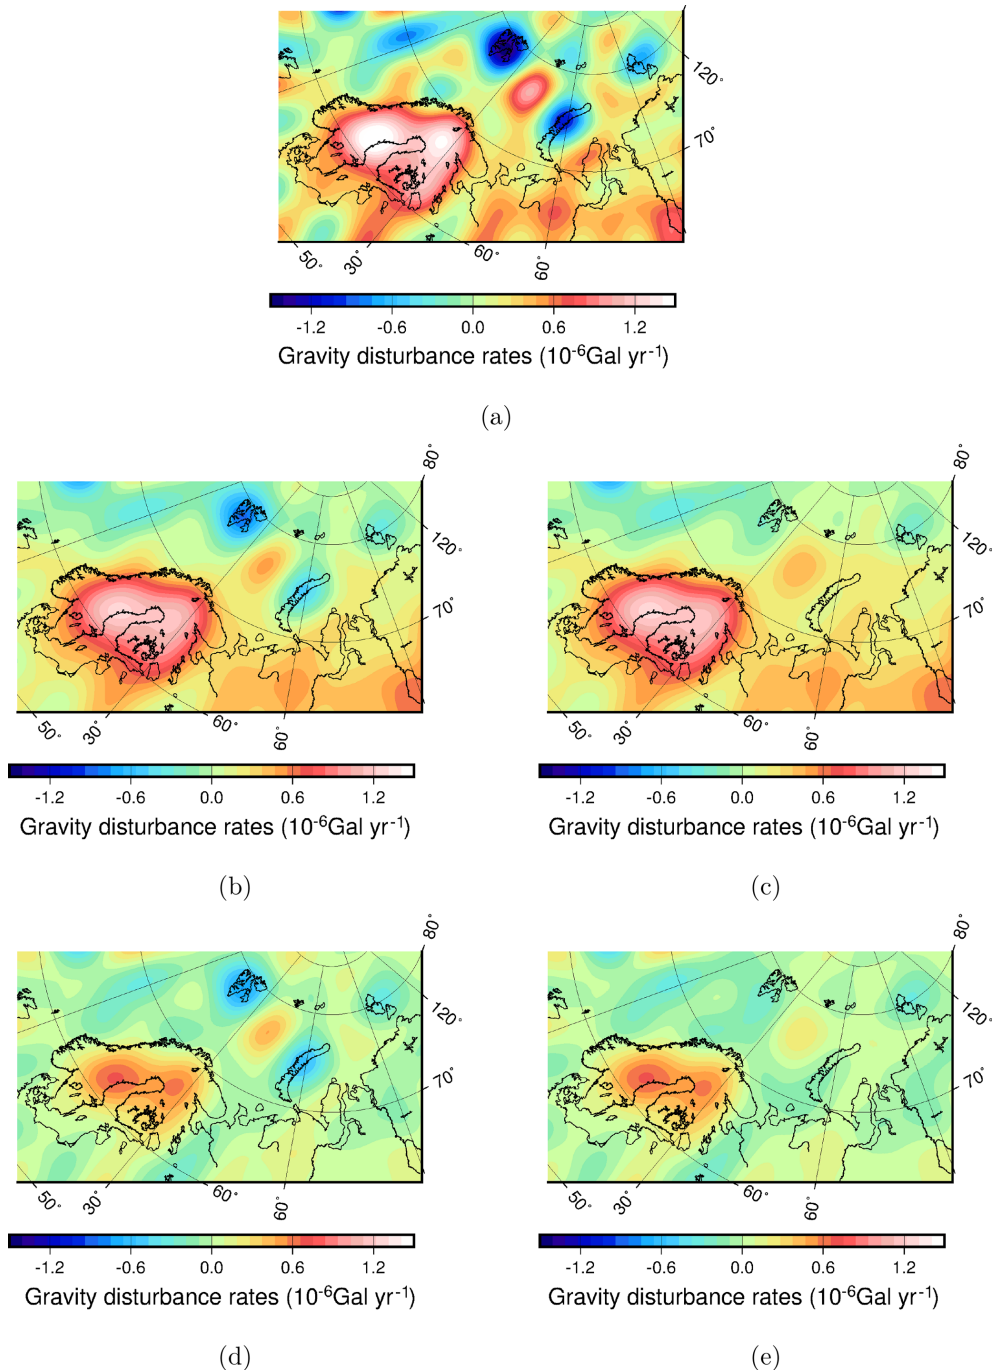 120°
70°
50°
30°
60°
60°
-1.2 -0.6 0.0 0.6 1.2
Gravity disturbance rates (10⁻⁶Gal yr⁻¹)
(a)
80° 80°
120° 120°
70° 70°
50° 30° 60° 60° 50° 30° 60° 60°
-1.2 -0.6 0.0 0.6 1.2 -1.2 -0.6 0.0 0.6 1.2
Gravity disturbance rates (10⁻⁶Gal yr⁻¹) Gravity disturbance rates (10⁻⁶Gal yr⁻¹)
(b) (c)
80° 80°
120° 120°
70° 70°
50° 30° 60° 60° 50° 30° 60° 60°
-1.2 -0.6 0.0 0.6 1.2 -1.2 -0.6 0.0 0.6 1.2
Gravity disturbance rates (10⁻⁶Gal yr⁻¹) Gravity disturbance rates (10⁻⁶Gal yr⁻¹)
(d) (e)